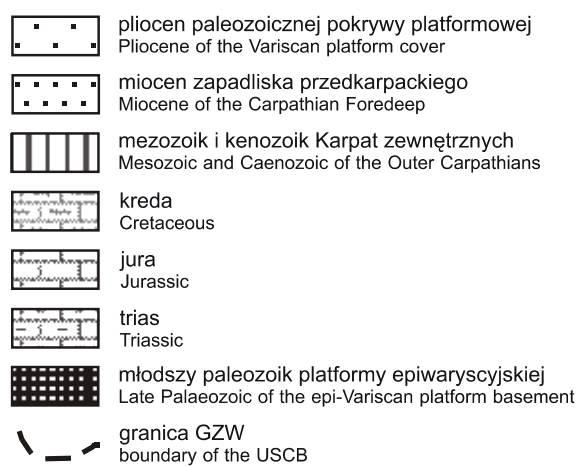 pliocen paleozoicznej pokrywy platformowej
Pliocene of the Variscan platform cover
miocen zapadliska przedkarpackiego
Miocene of the Carpathian Foredeep
mezozoik i kenozoik Karpat zewnętrznych
Mesozoic and Caenozoic of the Outer Carpathians
kreda
Cretaceous
jura
Jurassic
trias
Triassic
młodszy paleozoik platformy epiwaryscyjskiej
Late Palaeozoic of the epi-Variscan platform basement
granica GZW
boundary of the USCB